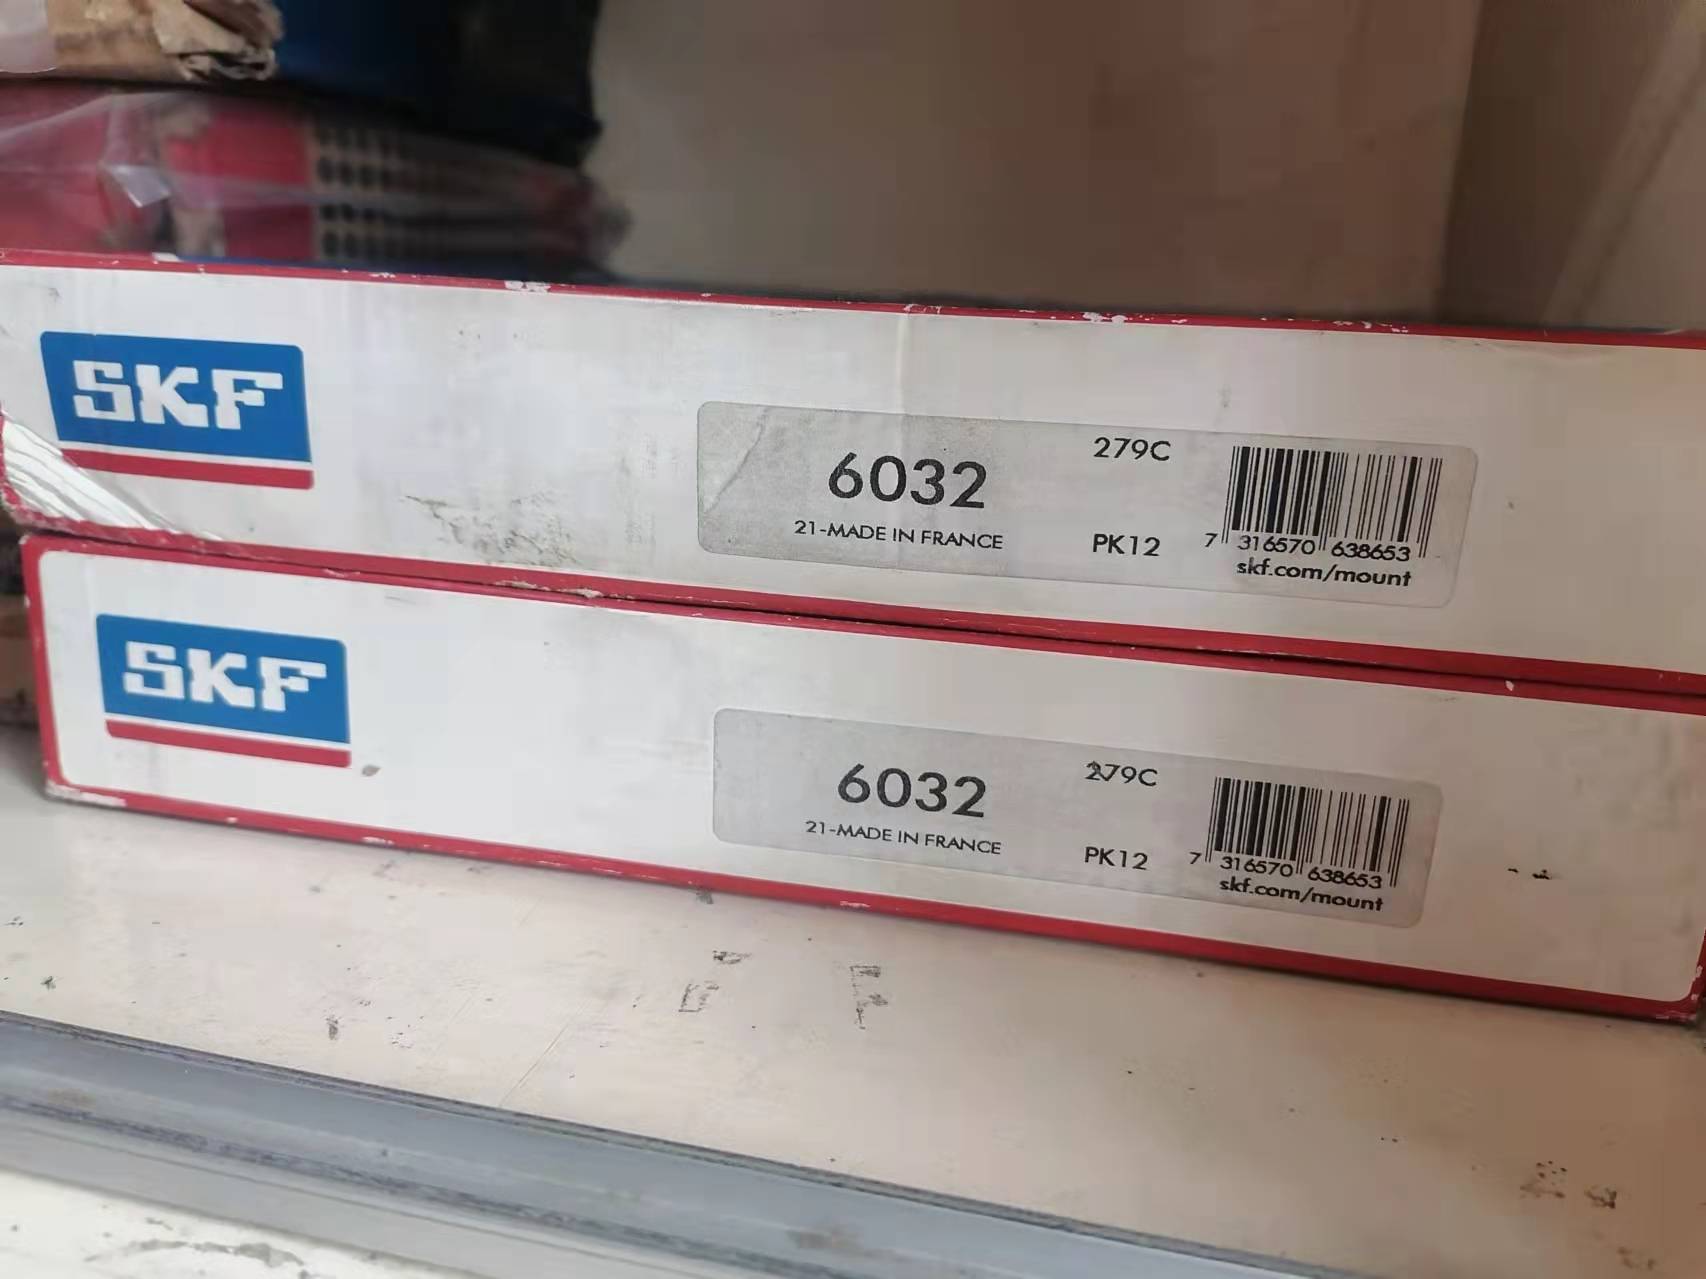 SKF
6032
279C
21-MADE IN FRANCE
PK12
7 316570 638653
skf.com/mount
SKF
6032
279C
21-MADE IN FRANCE
PK12
7 316570 638653
skf.com/mount